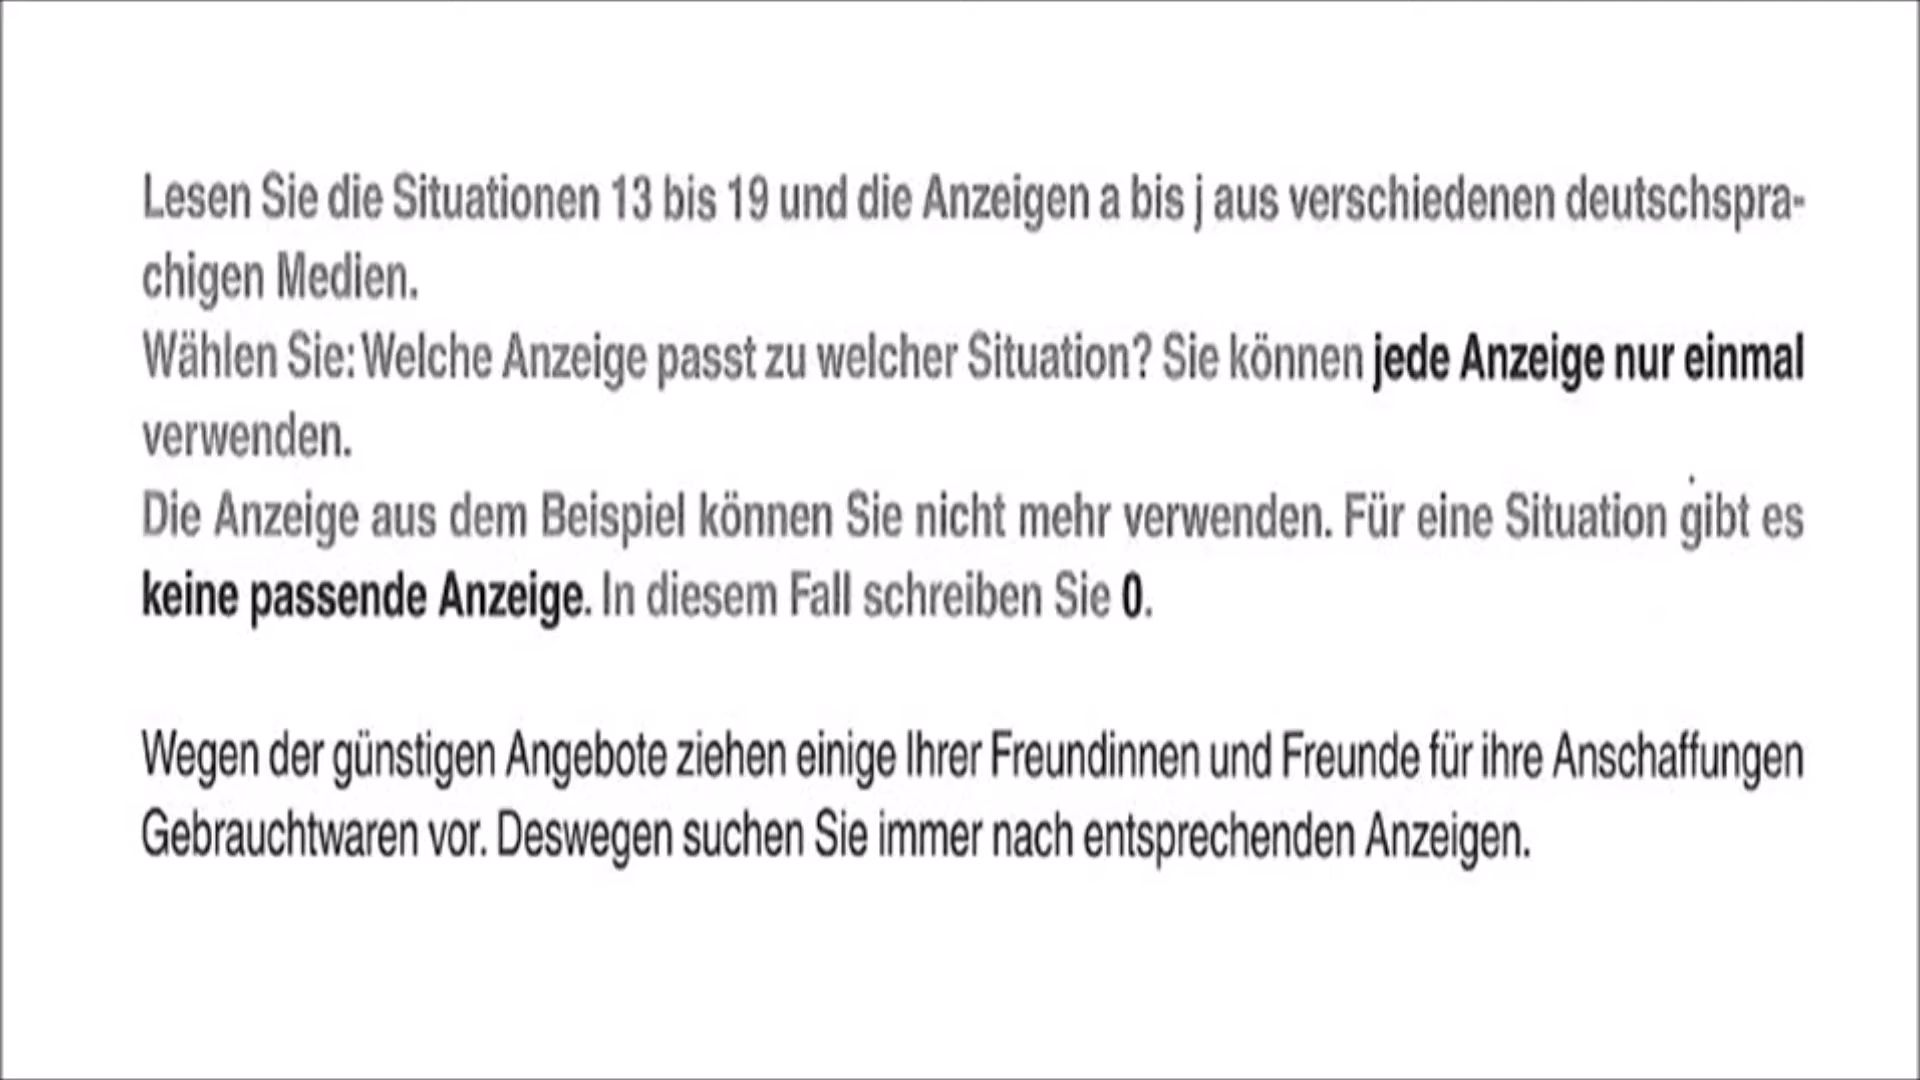 Lesen Sie die Situationen 13 bis 19 und die Anzeigen a bis j aus verschiedenen deutschspra-
chigen Medien.
Wählen Sie: Welche Anzeige passt zu welcher Situation? Sie können jede Anzeige nur einmal
verwenden.
Die Anzeige aus dem Beispiel können Sie nicht mehr verwenden. Für eine Situation gibt es
keine passende Anzeige. In diesem Fall schreiben Sie 0.
Wegen der günstigen Angebote ziehen einige Ihrer Freundinnen und Freunde für ihre Anschaffungen
Gebrauchtwaren vor. Deswegen suchen Sie immer nach entsprechenden Anzeigen.